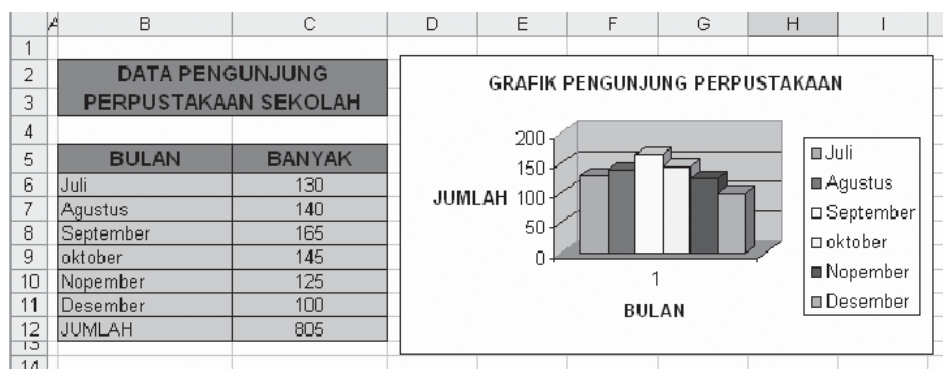 B C D E F G H I
1
2 DATA PENGUNJUNG
3 PERPUSTAKAAN SEKOLAH
4
5 BULAN BANYAK
6 Juli 130
7 Agustus 140
8 September 165
9 oktober 145
10 Nopember 125
11 Desember 100
12 JUMLAH 805
13
14
GRAFIK PENGUNJUNG PERPUSTAKAAN
JUMLAH
200
150
100
50
0
1
BULAN
Juli
Agustus
September
oktober
Nopember
Desember